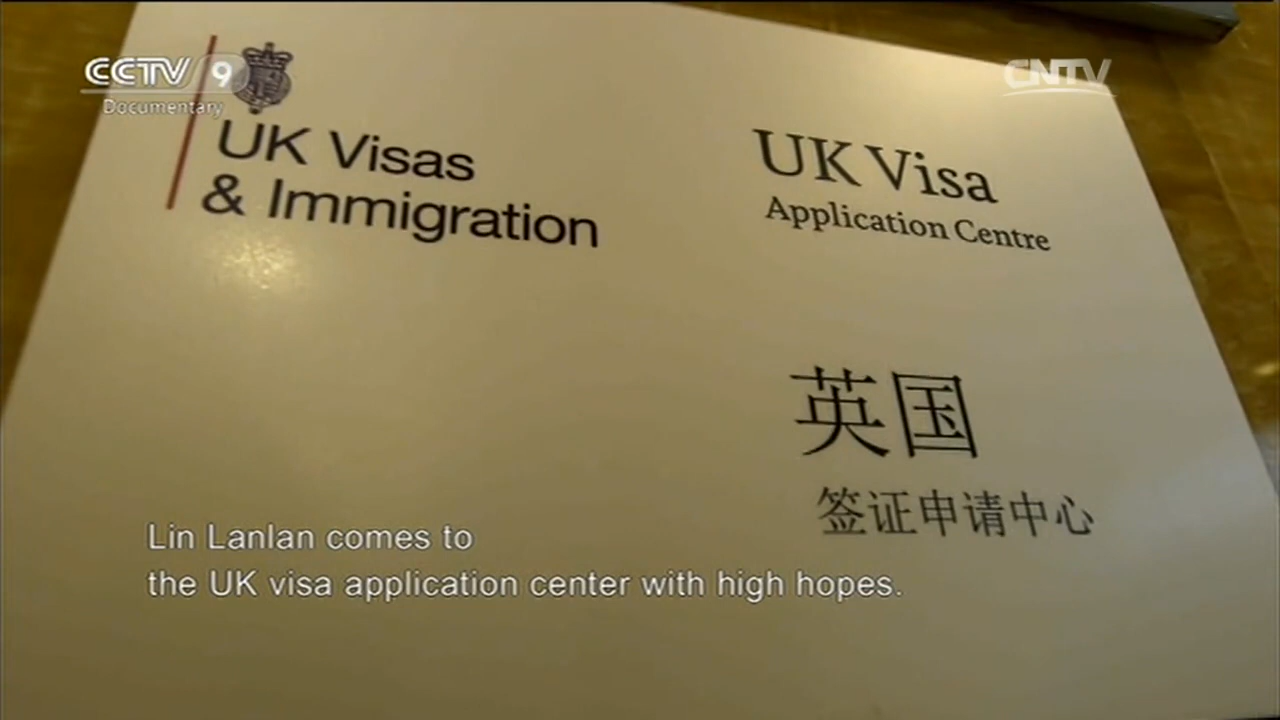 CCTV 9
Documentary
CNTV
UK Visas
& Immigration
UK Visa
Application Centre
英国
签证申请中心
Lin Lanlan comes to
the UK visa application center with high hopes.